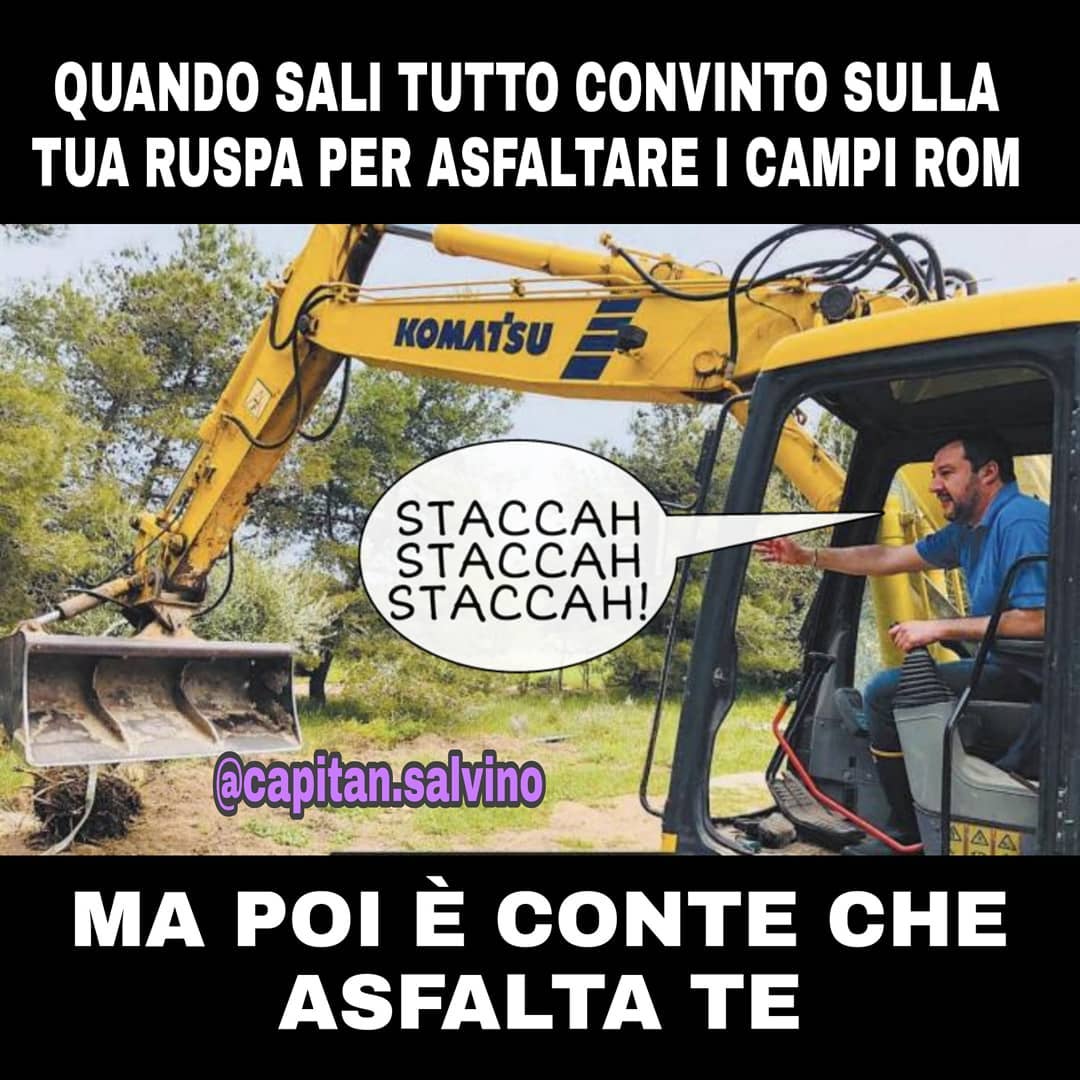 QUANDO SALI TUTTO CONVINTO SULLA
TUA RUSPA PER ASFALTARE I CAMPI ROM
KOMATSU
STACCAH
STACCAH
STACCAH!
@capitan.salvino
MA POI È CONTE CHE
ASFALTA TE